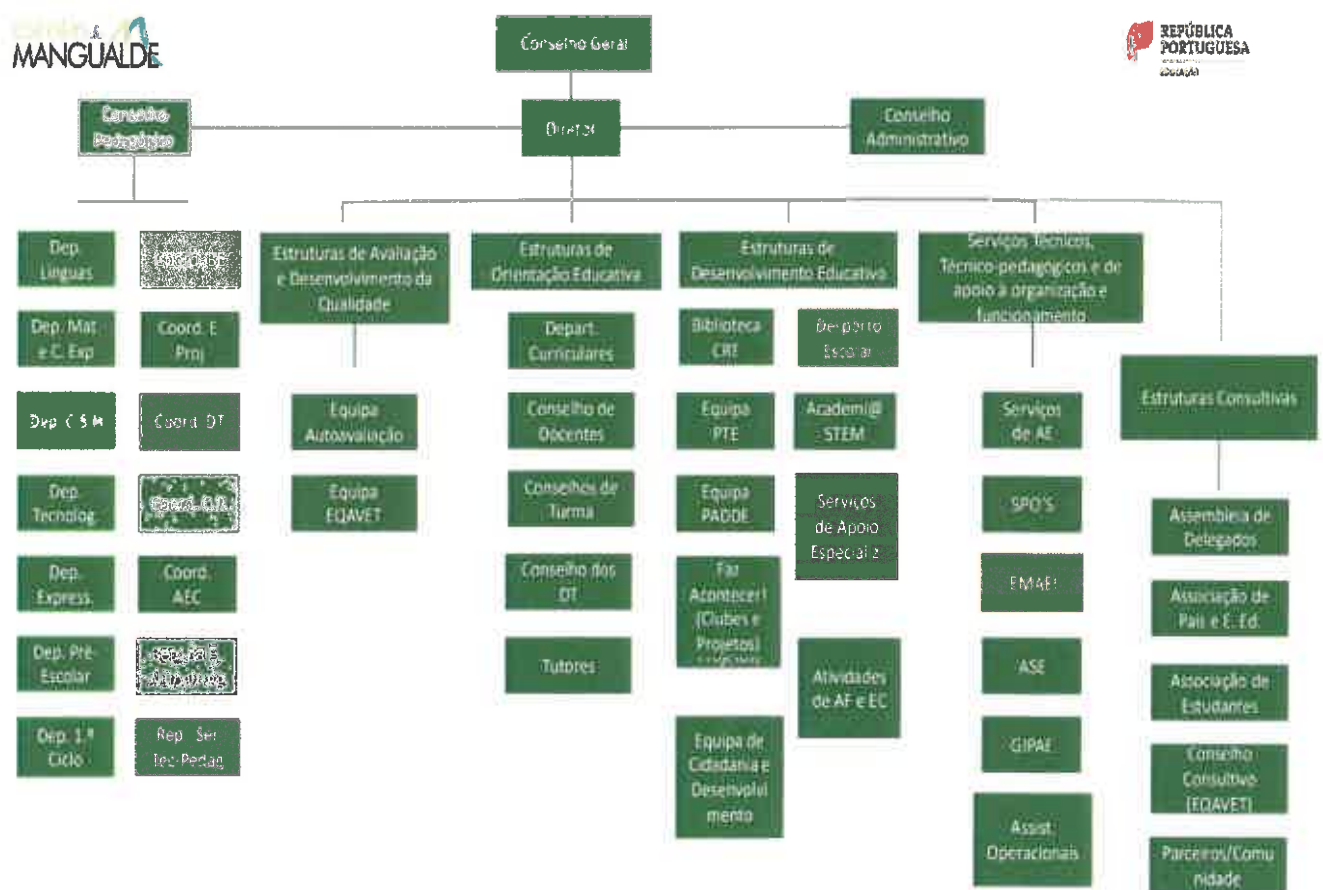 MANGUALDE
REPÚBLICA
PORTUGUESA
EDUCAÇÃO
Conselho Geral
Conselho
Pedagógico
Diretor
Conselho
Administrativo
Dep.
Línguas
Dep. Mat
e C. Exp
Coord. E
Proj
Dep. C S H
Coord. DT
Dep.
Tecnolog
Coord.
Dep.
Express.
Coord.
AEC
Dep. Pré-
Escolar
Dep. 1.º
Ciclo
Rep. Ser
Tec-Pedag
Estruturas de Avaliação
e Desenvolvimento da
Qualidade
Equipa
Autoavaliação
Equipa
EQAVET
Estruturas de
Orientação Educativa
Depart.
Curriculares
Conselho de
Docentes
Conselhos de
Turma
Conselho dos
DT
Tutores
Estruturas de
Desenvolvimento Educativo
Biblioteca
CRE
Desporto
Escolar
Equipa
PTE
Academi@
STEM
Equipa
PADDE
Serviços
de Apoio
Especializ
Faz
Acontecer!
(Clubes e
Projetos)
Atividades
de AF e EC
Equipa de
Cidadania e
Desenvolvi
mento
Serviços Técnicos,
Técnico-pedagógicos e de
apoio à organização e
funcionamento
Serviços
de AE
SPO'S
EMAEI
ASE
GIPAE
Assist.
Operacionais
Estruturas Consultivas
Assembleia de
Delegados
Associação de
Pais e E. Ed.
Associação de
Estudantes
Conselho
Consultivo
(EQAVET)
Parceiros/Comu
nidade